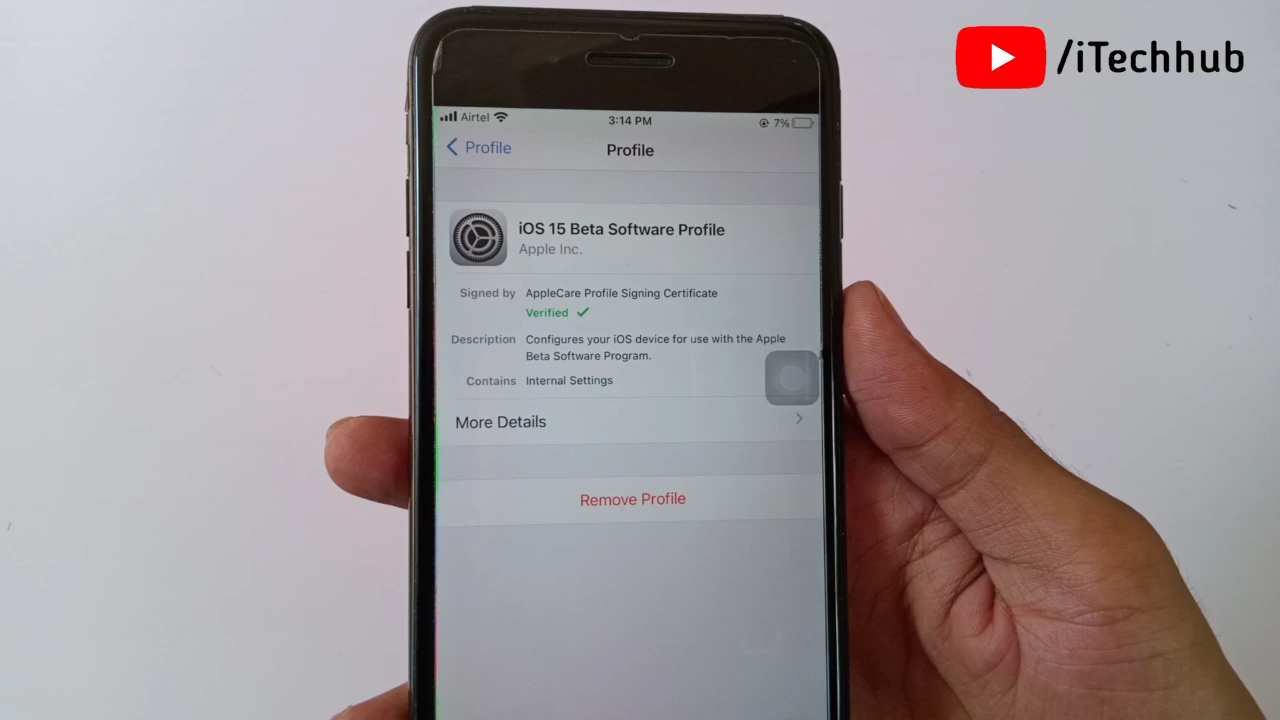 /iTechhub
Airtel 3:14 PM 7%
Profile Profile
iOS 15 Beta Software Profile
Apple Inc.
Signed by AppleCare Profile Signing Certificate
Verified
Description Configures your iOS device for use with the Apple
Beta Software Program.
Contains Internal Settings
More Details
Remove Profile